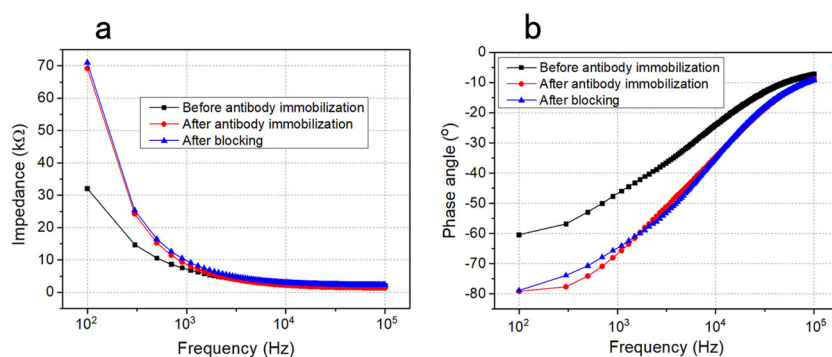 a
Impedance (kΩ)
70
60
50
40
30
20
10
0
Before antibody immobilization
After antibody immobilization
After blocking
10²
10³
10⁴
10⁵
Frequency (Hz)
b
Phase angle (°)
0
-10
-20
-30
-40
-50
-60
-70
-80
Before antibody immobilization
After antibody immobilization
After blocking
10²
10³
10⁴
10⁵
Frequency (Hz)